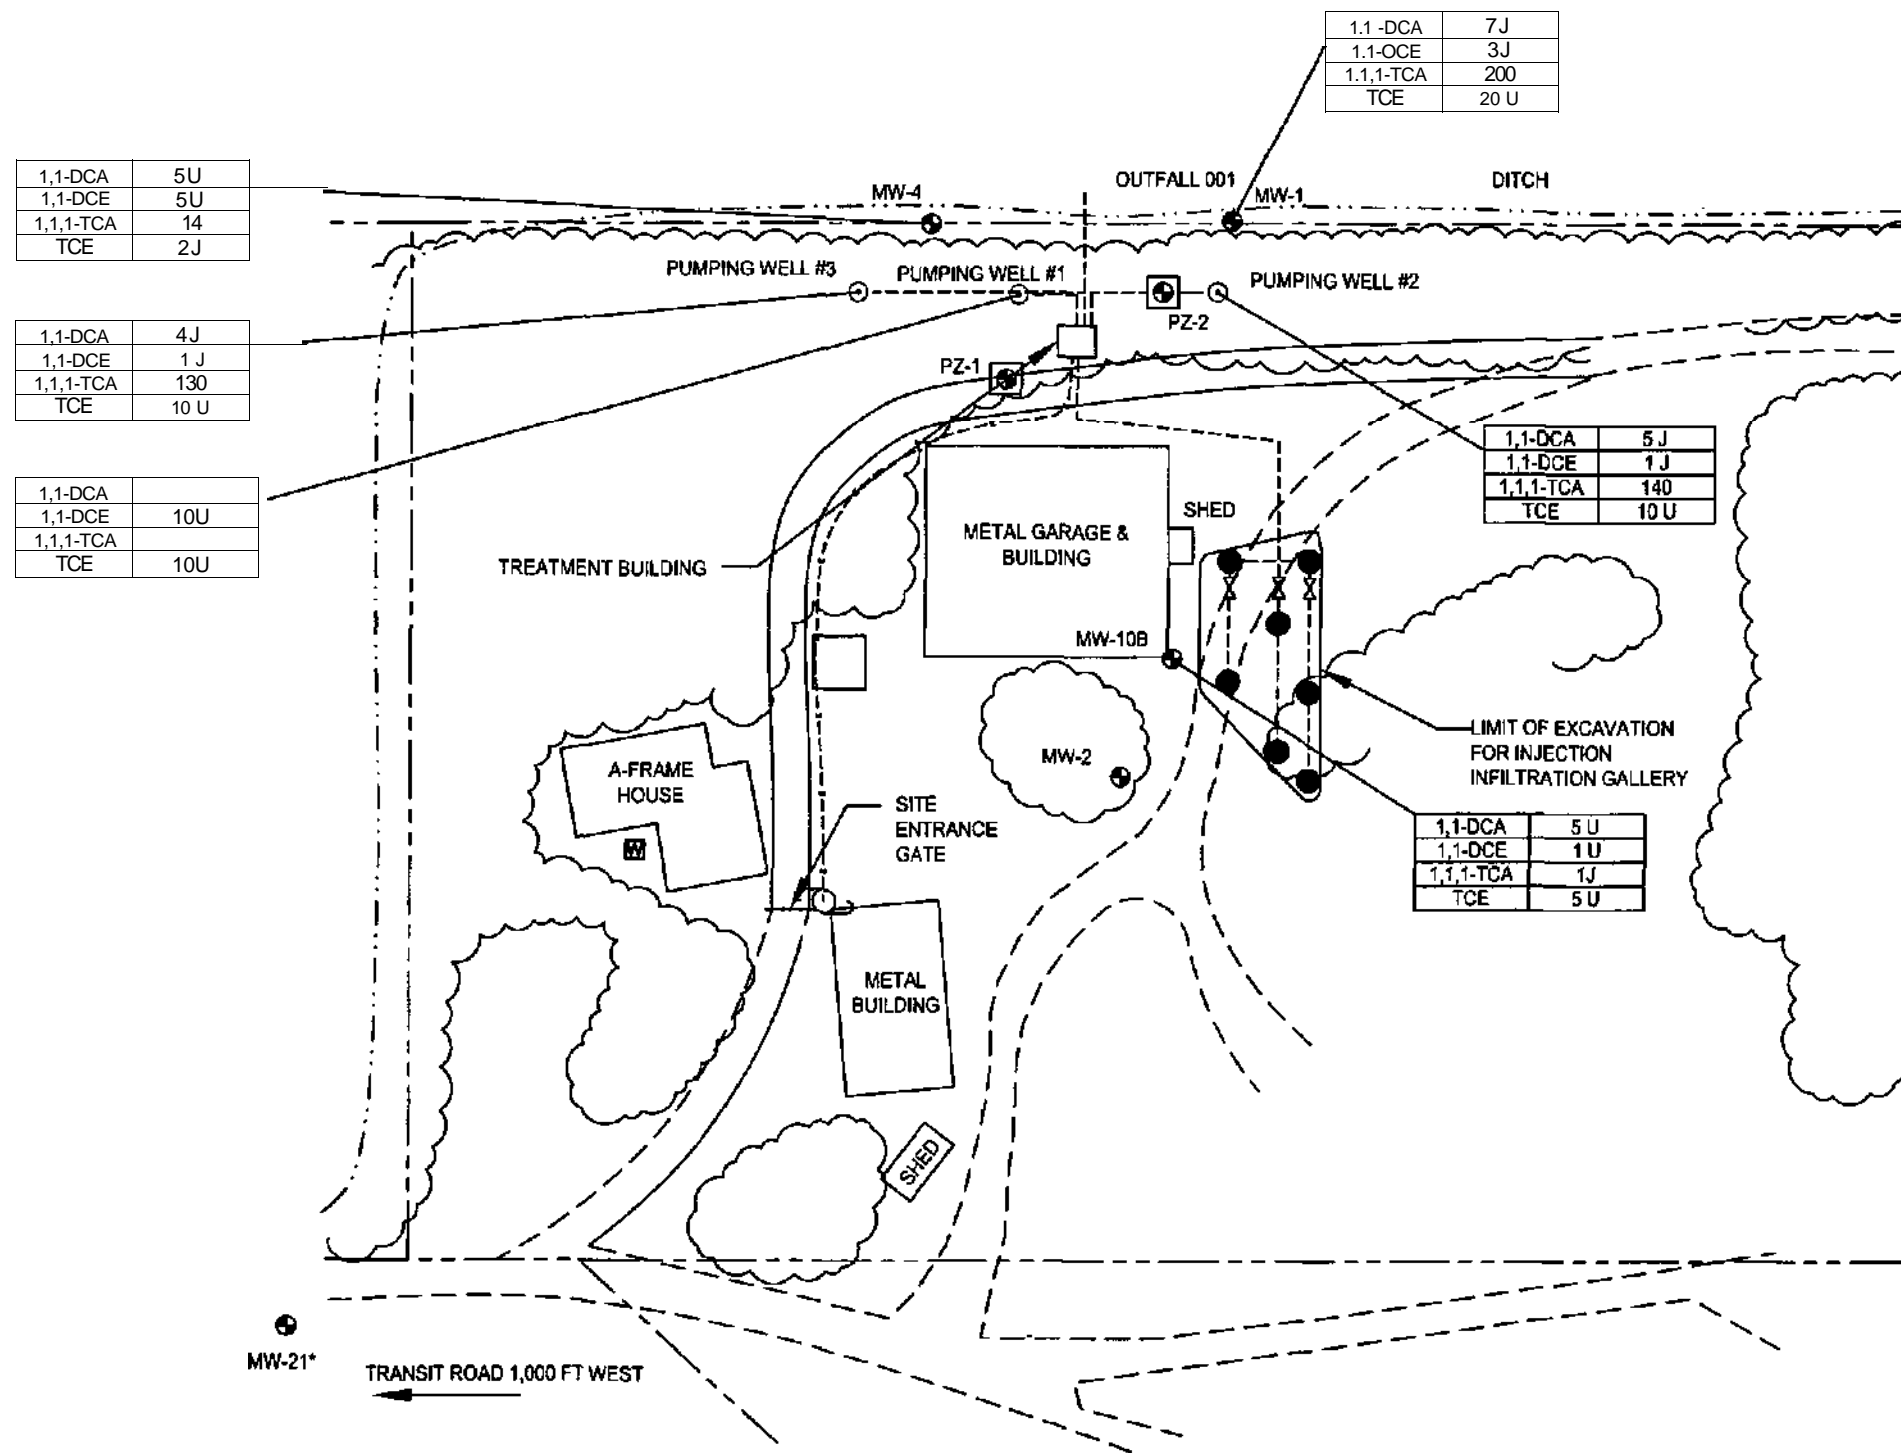 1.1 -DCA 7J
1.1-OCE 3J
1.1,1-TCA 200
TCE 20 U
1,1-DCA 5U
1,1-DCE 5U
1,1,1-TCA 14
TCE 2J
MW-4
OUTFALL 001
MW-1
DITCH
PUMPING WELL #3
PUMPING WELL #1
PUMPING WELL #2
PZ-2
1,1-DCA 4J
1,1-DCE 1 J
1,1,1-TCA 130
TCE 10 U
PZ-1
1,1-DCA 5 J
1,1-DCE 1 J
1,1,1-TCA 140
TCE 10 U
1,1-DCA
1,1-DCE 10U
1,1,1-TCA
TCE 10U
SHED
METAL GARAGE &
BUILDING
TREATMENT BUILDING
MW-10B
MW-2
LIMIT OF EXCAVATION
FOR INJECTION
INFILTRATION GALLERY
A-FRAME
HOUSE
W
SITE
ENTRANCE
GATE
1,1-DCA 5 U
1,1-DCE 1 U
1,1,1-TCA 1J
TCE 5 U
METAL
BUILDING
SHED
MW-21*
TRANSIT ROAD 1,000 FT WEST